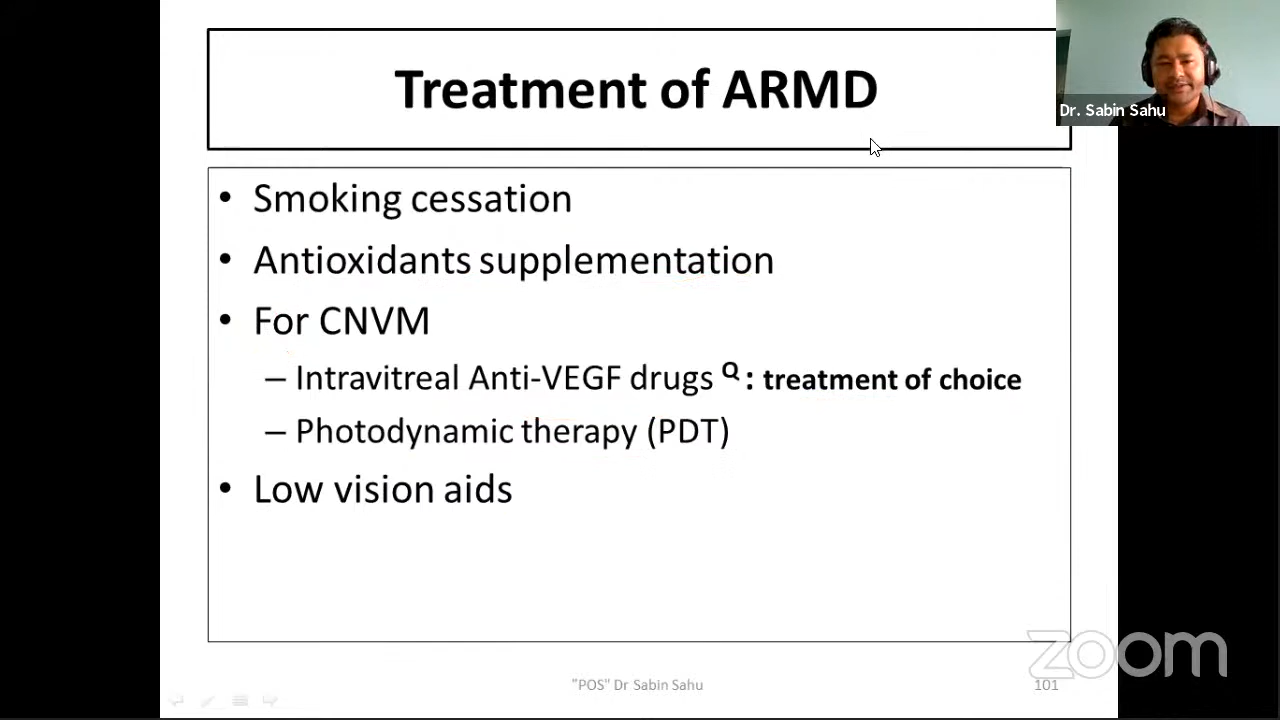 Treatment of ARMD
Dr. Sabin Sahu
• Smoking cessation
• Antioxidants supplementation
• For CNVM
– Intravitreal Anti-VEGF drugs Q : treatment of choice
– Photodynamic therapy (PDT)
• Low vision aids
zoom
"POS" Dr Sabin Sahu
101